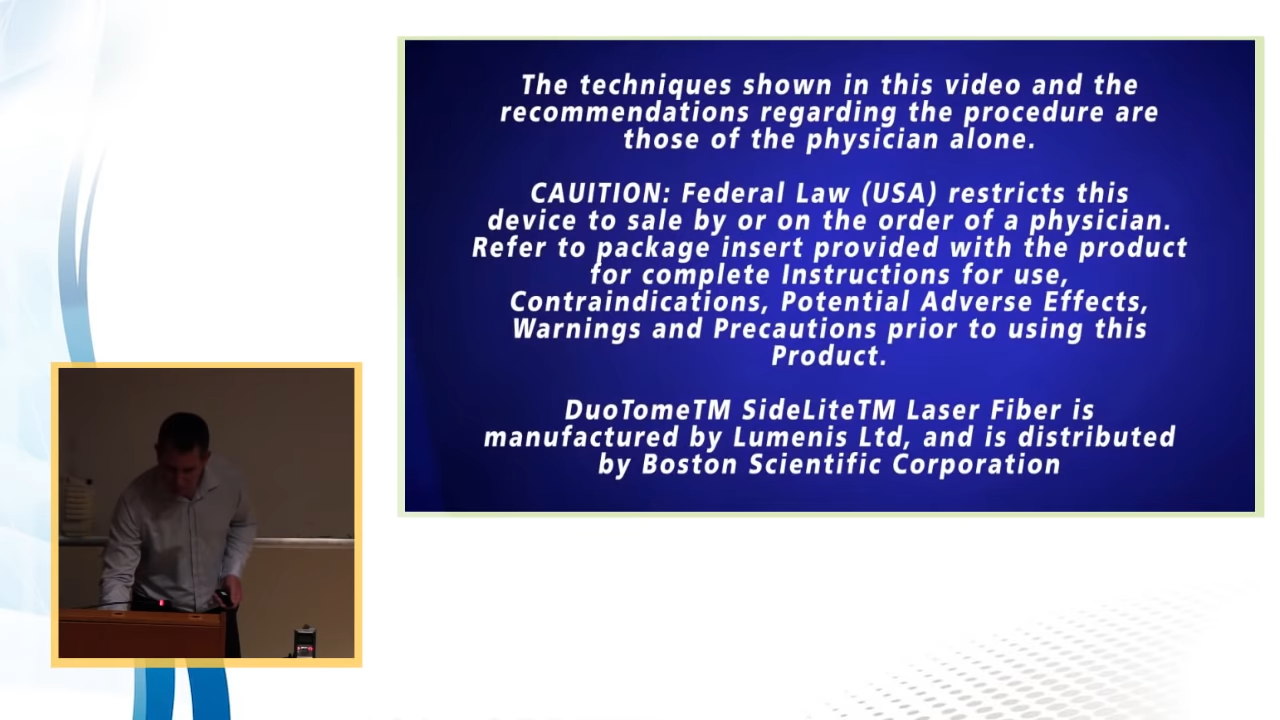 The techniques shown in this video and the
recommendations regarding the procedure are
those of the physician alone.
CAUITION: Federal Law (USA) restricts this
device to sale by or on the order of a physician.
Refer to package insert provided with the product
for complete Instructions for use,
Contraindications, Potential Adverse Effects,
Warnings and Precautions prior to using this
Product.
DuoTomeTM SideLiteTM Laser Fiber is
manufactured by Lumenis Ltd, and is distributed
by Boston Scientific Corporation